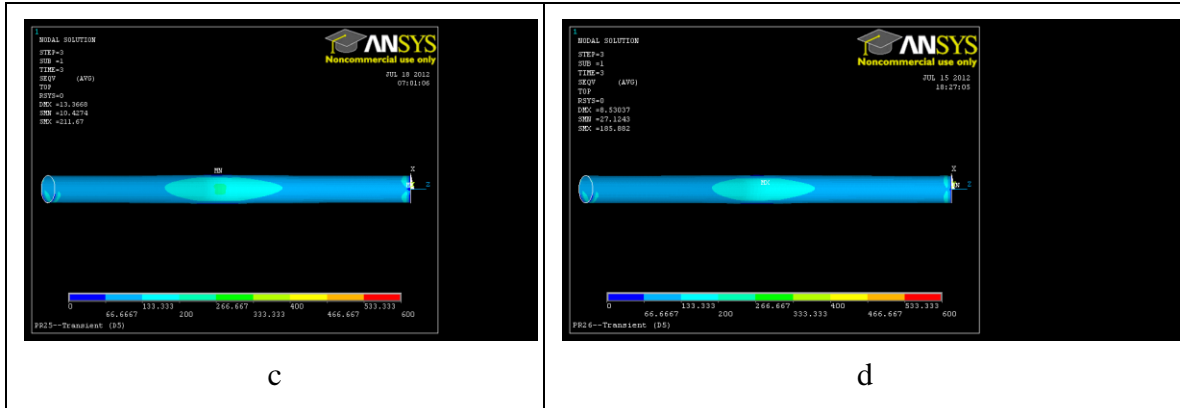 1
NODAL SOLUTION
STEP=3
SUB =1
TIME=3
SEQV (AVG)
TOP
RSYS=0
DMX =13.3668
SMN =10.4274
SMX =211.67
ANSYS
Noncommercial use only
JUL 18 2012
07:01:06
MN
X
Z
0 133.333 266.667 400 533.333
66.6667 200 333.333 466.667 600
PR25--Transient (D5)
c
1
NODAL SOLUTION
STEP=3
SUB =1
TIME=3
SEQV (AVG)
TOP
RSYS=0
DMX =8.53037
SMN =27.1243
SMX =185.882
ANSYS
Noncommercial use only
JUL 15 2012
18:27:05
MX
Z
0 133.333 266.667 400 533.333
66.6667 200 333.333 466.667 600
PR26--Transient (D5)
d